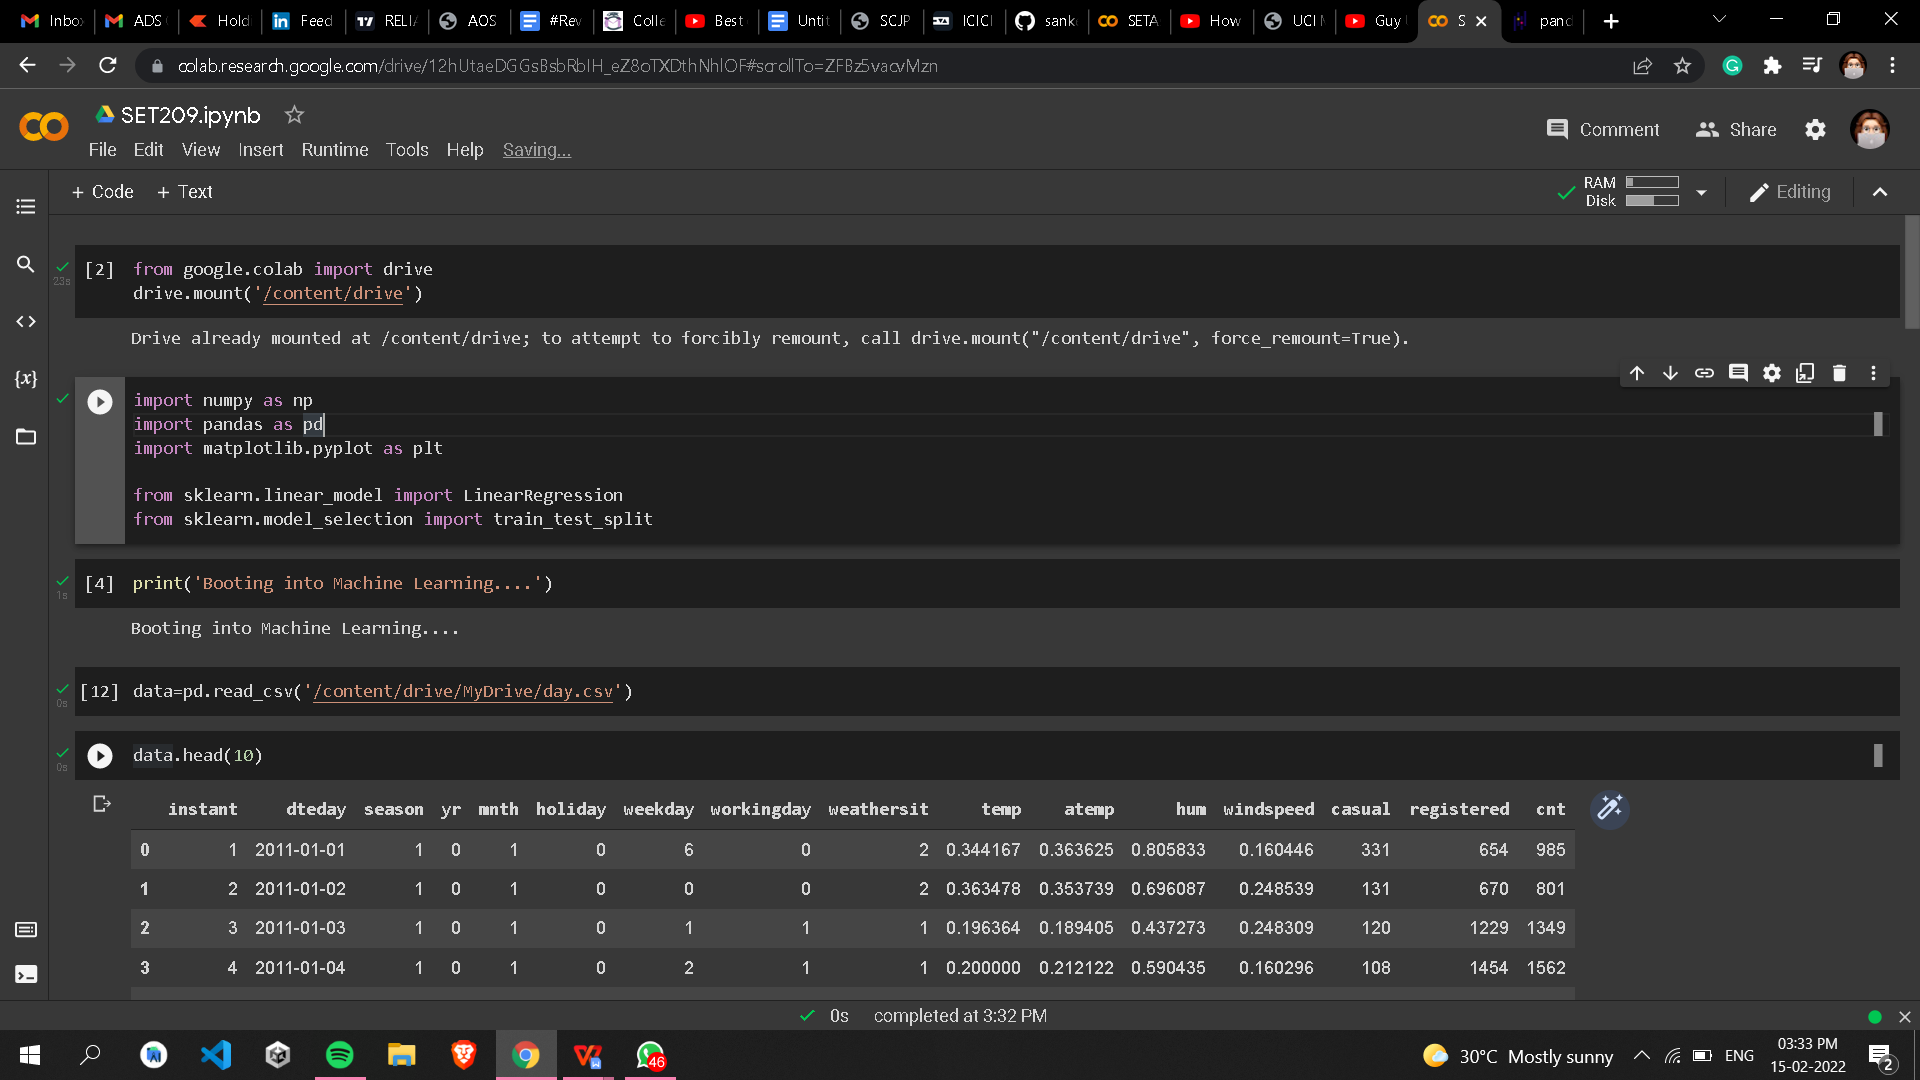 Inbo
ADS
Hold
Feed
RELI
AOS
#Rev
Colle
Best
Untit
SCJP
ICICI
sank
SETA
How
UCI
Guy
S
pand
colab.research.google.com/drive/12hUtaeDGGsBsbRbIH_eZ8oTXDthNhlOF#scrollTo=ZFBz5vacvMzn
SET209.ipynb
Comment
Share
File Edit View Insert Runtime Tools Help Saving...
+ Code + Text
RAM
Disk
Editing
[2] from google.colab import drive
23s
drive.mount('/content/drive')
Drive already mounted at /content/drive; to attempt to forcibly remount, call drive.mount("/content/drive", force_remount=True).
import numpy as np
import pandas as pd
import matplotlib.pyplot as plt
from sklearn.linear_model import LinearRegression
from sklearn.model_selection import train_test_split
[4] print('Booting into Machine Learning....')
1s
Booting into Machine Learning....
[12] data=pd.read_csv('/content/drive/MyDrive/day.csv')
0s
data.head(10)
0s
instant dteday season yr mnth holiday weekday workingday weathersit temp atemp hum windspeed casual registered cnt
0 1 2011-01-01 1 0 1 0 6 0 2 0.344167 0.363625 0.805833 0.160446 331 654 985
1 2 2011-01-02 1 0 1 0 0 0 2 0.363478 0.353739 0.696087 0.248539 131 670 801
2 3 2011-01-03 1 0 1 0 1 1 1 0.196364 0.189405 0.437273 0.248309 120 1229 1349
3 4 2011-01-04 1 0 1 0 2 1 1 0.200000 0.212122 0.590435 0.160296 108 1454 1562
0s completed at 3:32 PM
46
30°C Mostly sunny
ENG
03:33 PM
15-02-2022
2